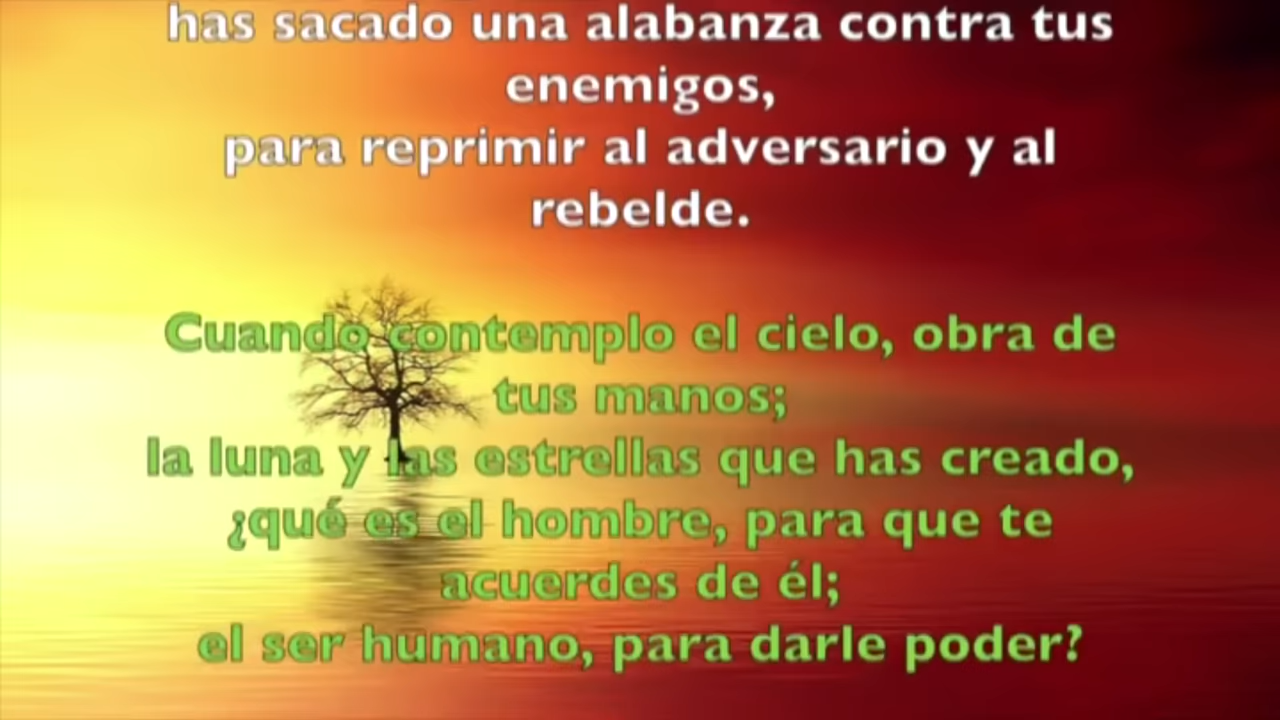 has sacado una alabanza contra tus
enemigos,
para reprimir al adversario y al
rebelde.
Cuando contemplo el cielo, obra de
tus manos;
la luna y las estrellas que has creado,
¿qué es el hombre, para que te
acuerdes de él;
el ser humano, para darle poder?